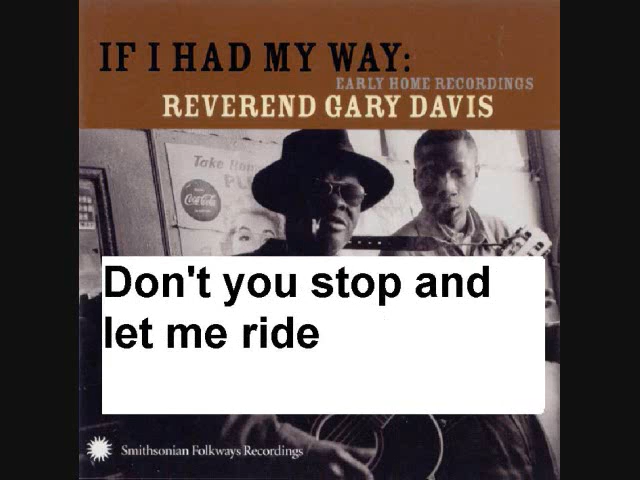 IF I HAD MY WAY:
EARLY HOME RECORDINGS
REVEREND GARY DAVIS
Take
Coca-Cola
Don't you stop and
let me ride
Smithsonian Folkways Recordings